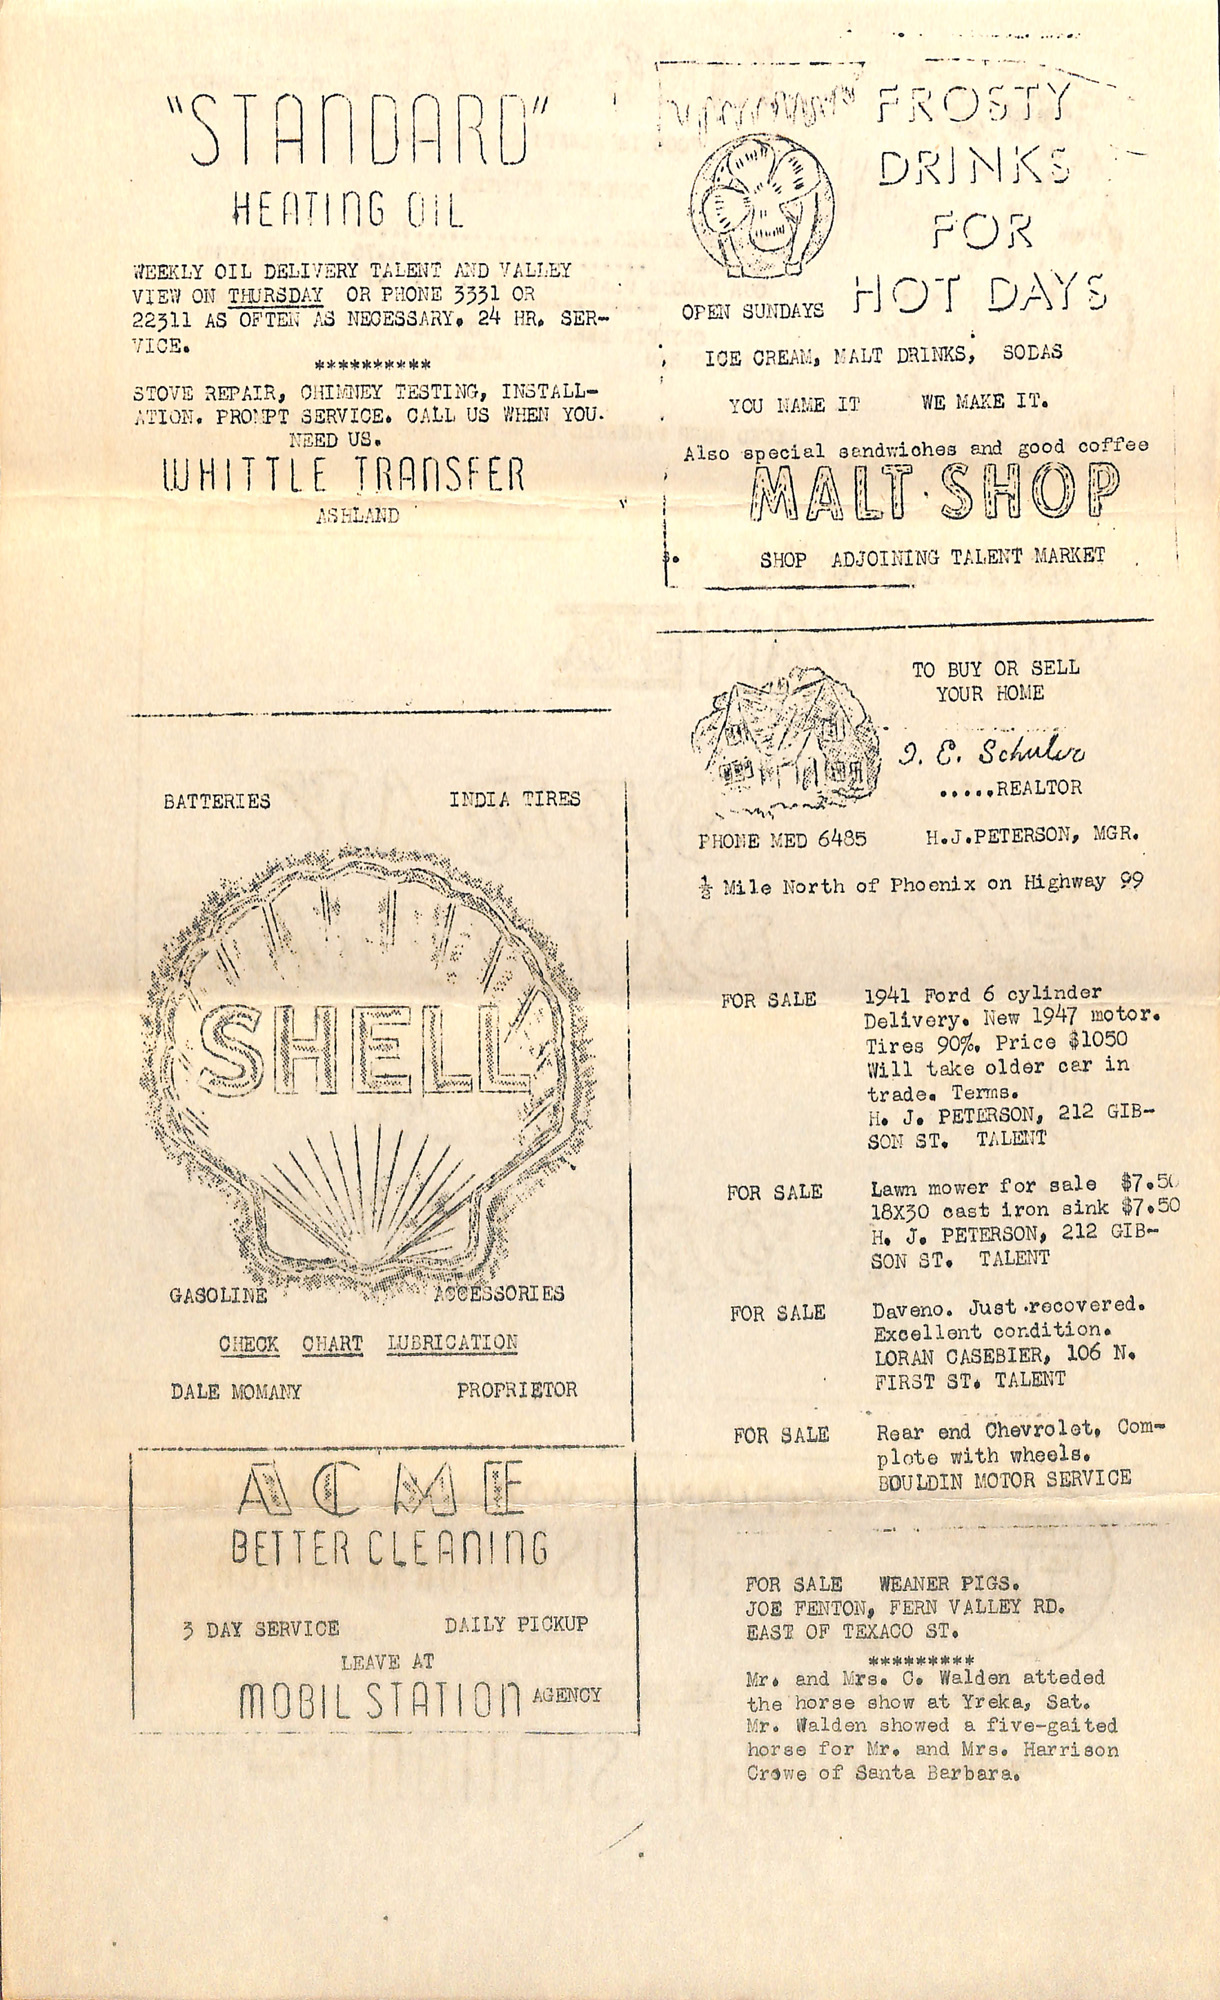 "STANDARD"
HEATING OIL
WEEKLY OIL DELIVERY TALENT AND VALLEY
VIEW ON THURSDAY OR PHONE 3331 OR
22311 AS OFTEN AS NECESSARY. 24 HR. SER-
VICE.
**********
STOVE REPAIR, CHIMNEY TESTING, INSTALL-
ATION. PROMPT SERVICE. CALL US WHEN YOU.
NEED US.
WHITTLE TRANSFER
ASHLAND
BATTERIES INDIA TIRES
SHELL
GASOLINE ACCESSORIES
CHECK CHART LUBRICATION
DALE MOMANY PROPRIETOR
ACME
BETTER CLEANING
3 DAY SERVICE DAILY PICKUP
LEAVE AT
MOBIL STATION AGENCY
FROSTY
DRINKS
FOR
HOT DAYS
OPEN SUNDAYS
ICE CREAM, MALT DRINKS, SODAS
YOU NAME IT WE MAKE IT.
Also special sandwiches and good coffee
MALT SHOP
SHOP ADJOINING TALENT MARKET
TO BUY OR SELL
YOUR HOME
I. E. Schuler
.....REALTOR
PHONE MED 6485 H.J.PETERSON, MGR.
½ Mile North of Phoenix on Highway 99
FOR SALE 1941 Ford 6 cylinder
Delivery. New 1947 motor.
Tires 90%. Price $1050
Will take older car in
trade. Terms.
H. J. PETERSON, 212 GIB-
SON ST. TALENT
FOR SALE Lawn mower for sale $7.50
18X30 cast iron sink $7.50
H. J. PETERSON, 212 GIB-
SON ST. TALENT
FOR SALE Daveno. Just recovered.
Excellent condition.
LORAN CASEBIER, 106 N.
FIRST ST. TALENT
FOR SALE Rear end Chevrolet. Com-
plote with wheels.
BOULDIN MOTOR SERVICE
FOR SALE WEANER PIGS.
JOE FENTON, FERN VALLEY RD.
EAST OF TEXACO ST.
*********
Mr. and Mrs. C. Walden atteded
the horse show at Yreka, Sat.
Mr. Walden showed a five-gaited
horse for Mr. and Mrs. Harrison
Crowe of Santa Barbara.